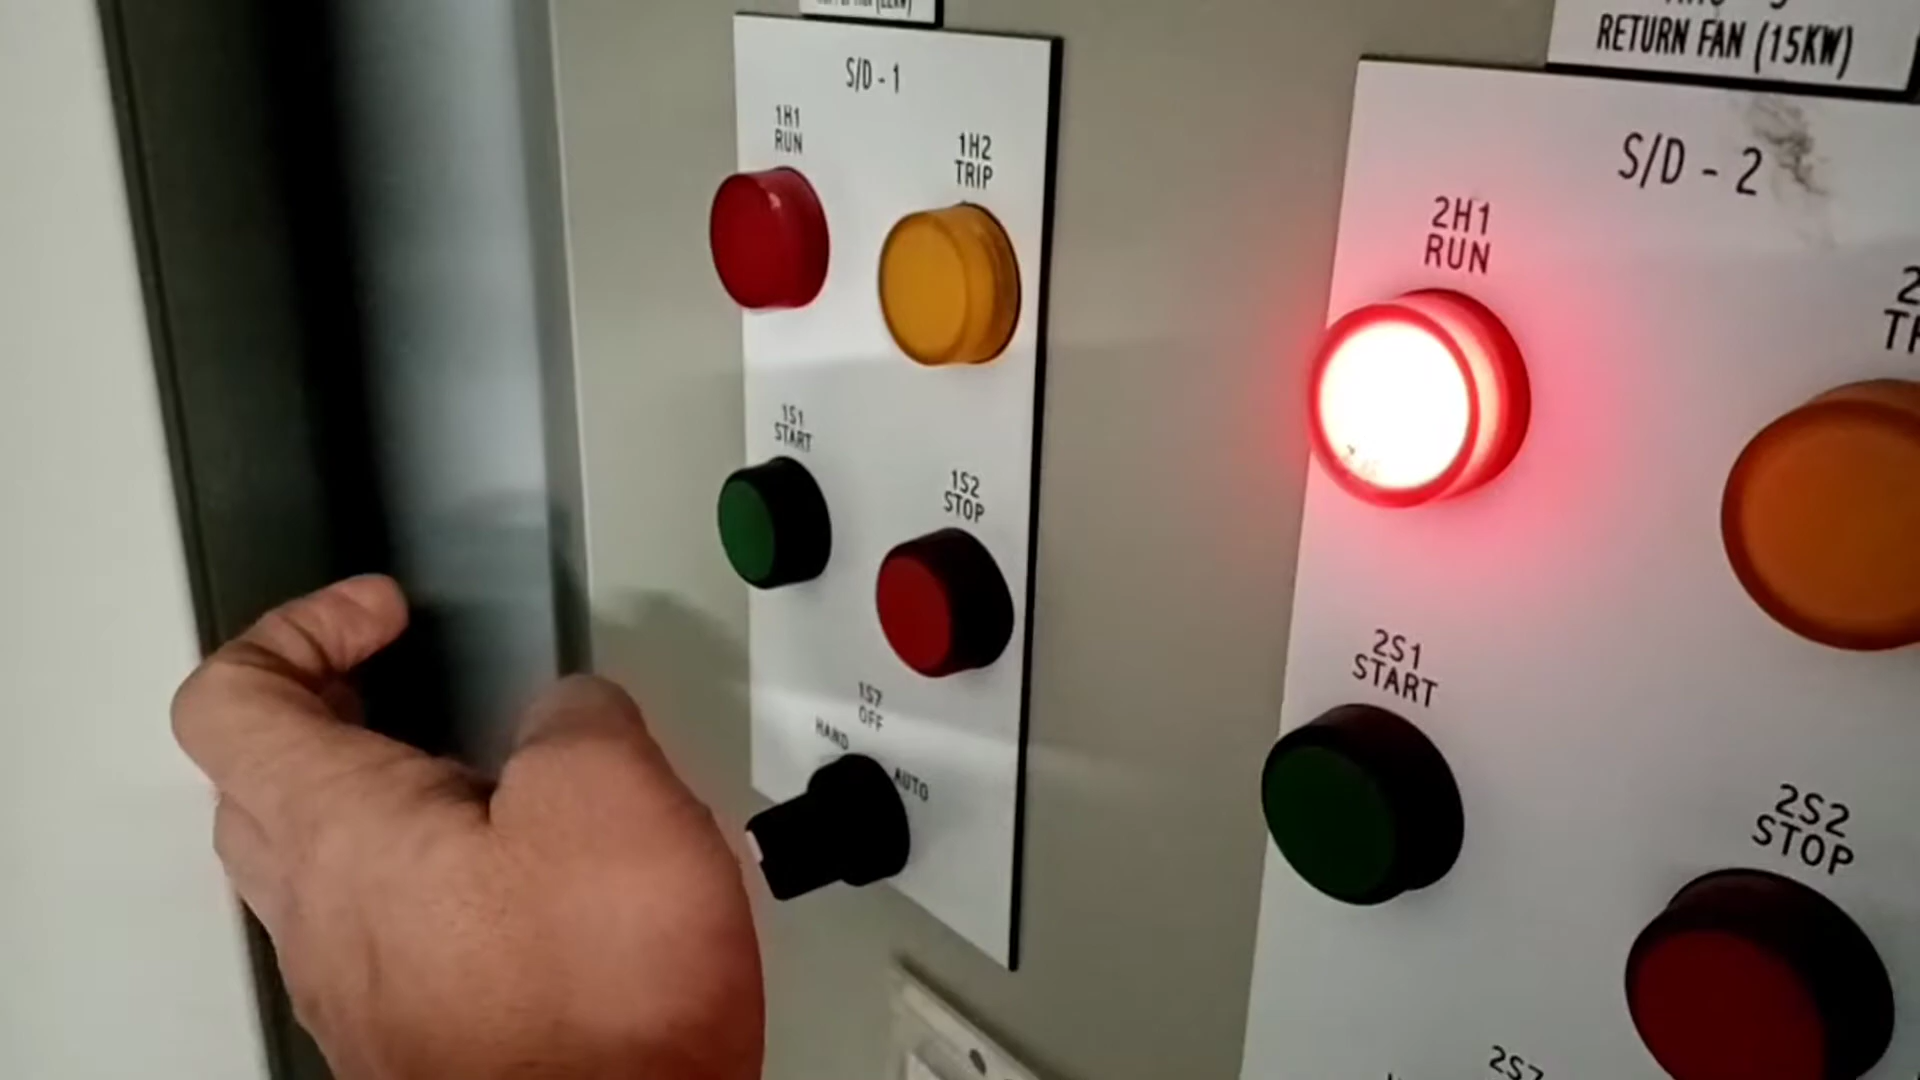 S/D - 1
1H1
RUN
1H2
TRIP
1S1
START
1S2
STOP
1S7
OFF
HAND
AUTO
RETURN FAN (15KW)
S/D - 2
2H1
RUN
2S1
START
2S2
STOP
2S7